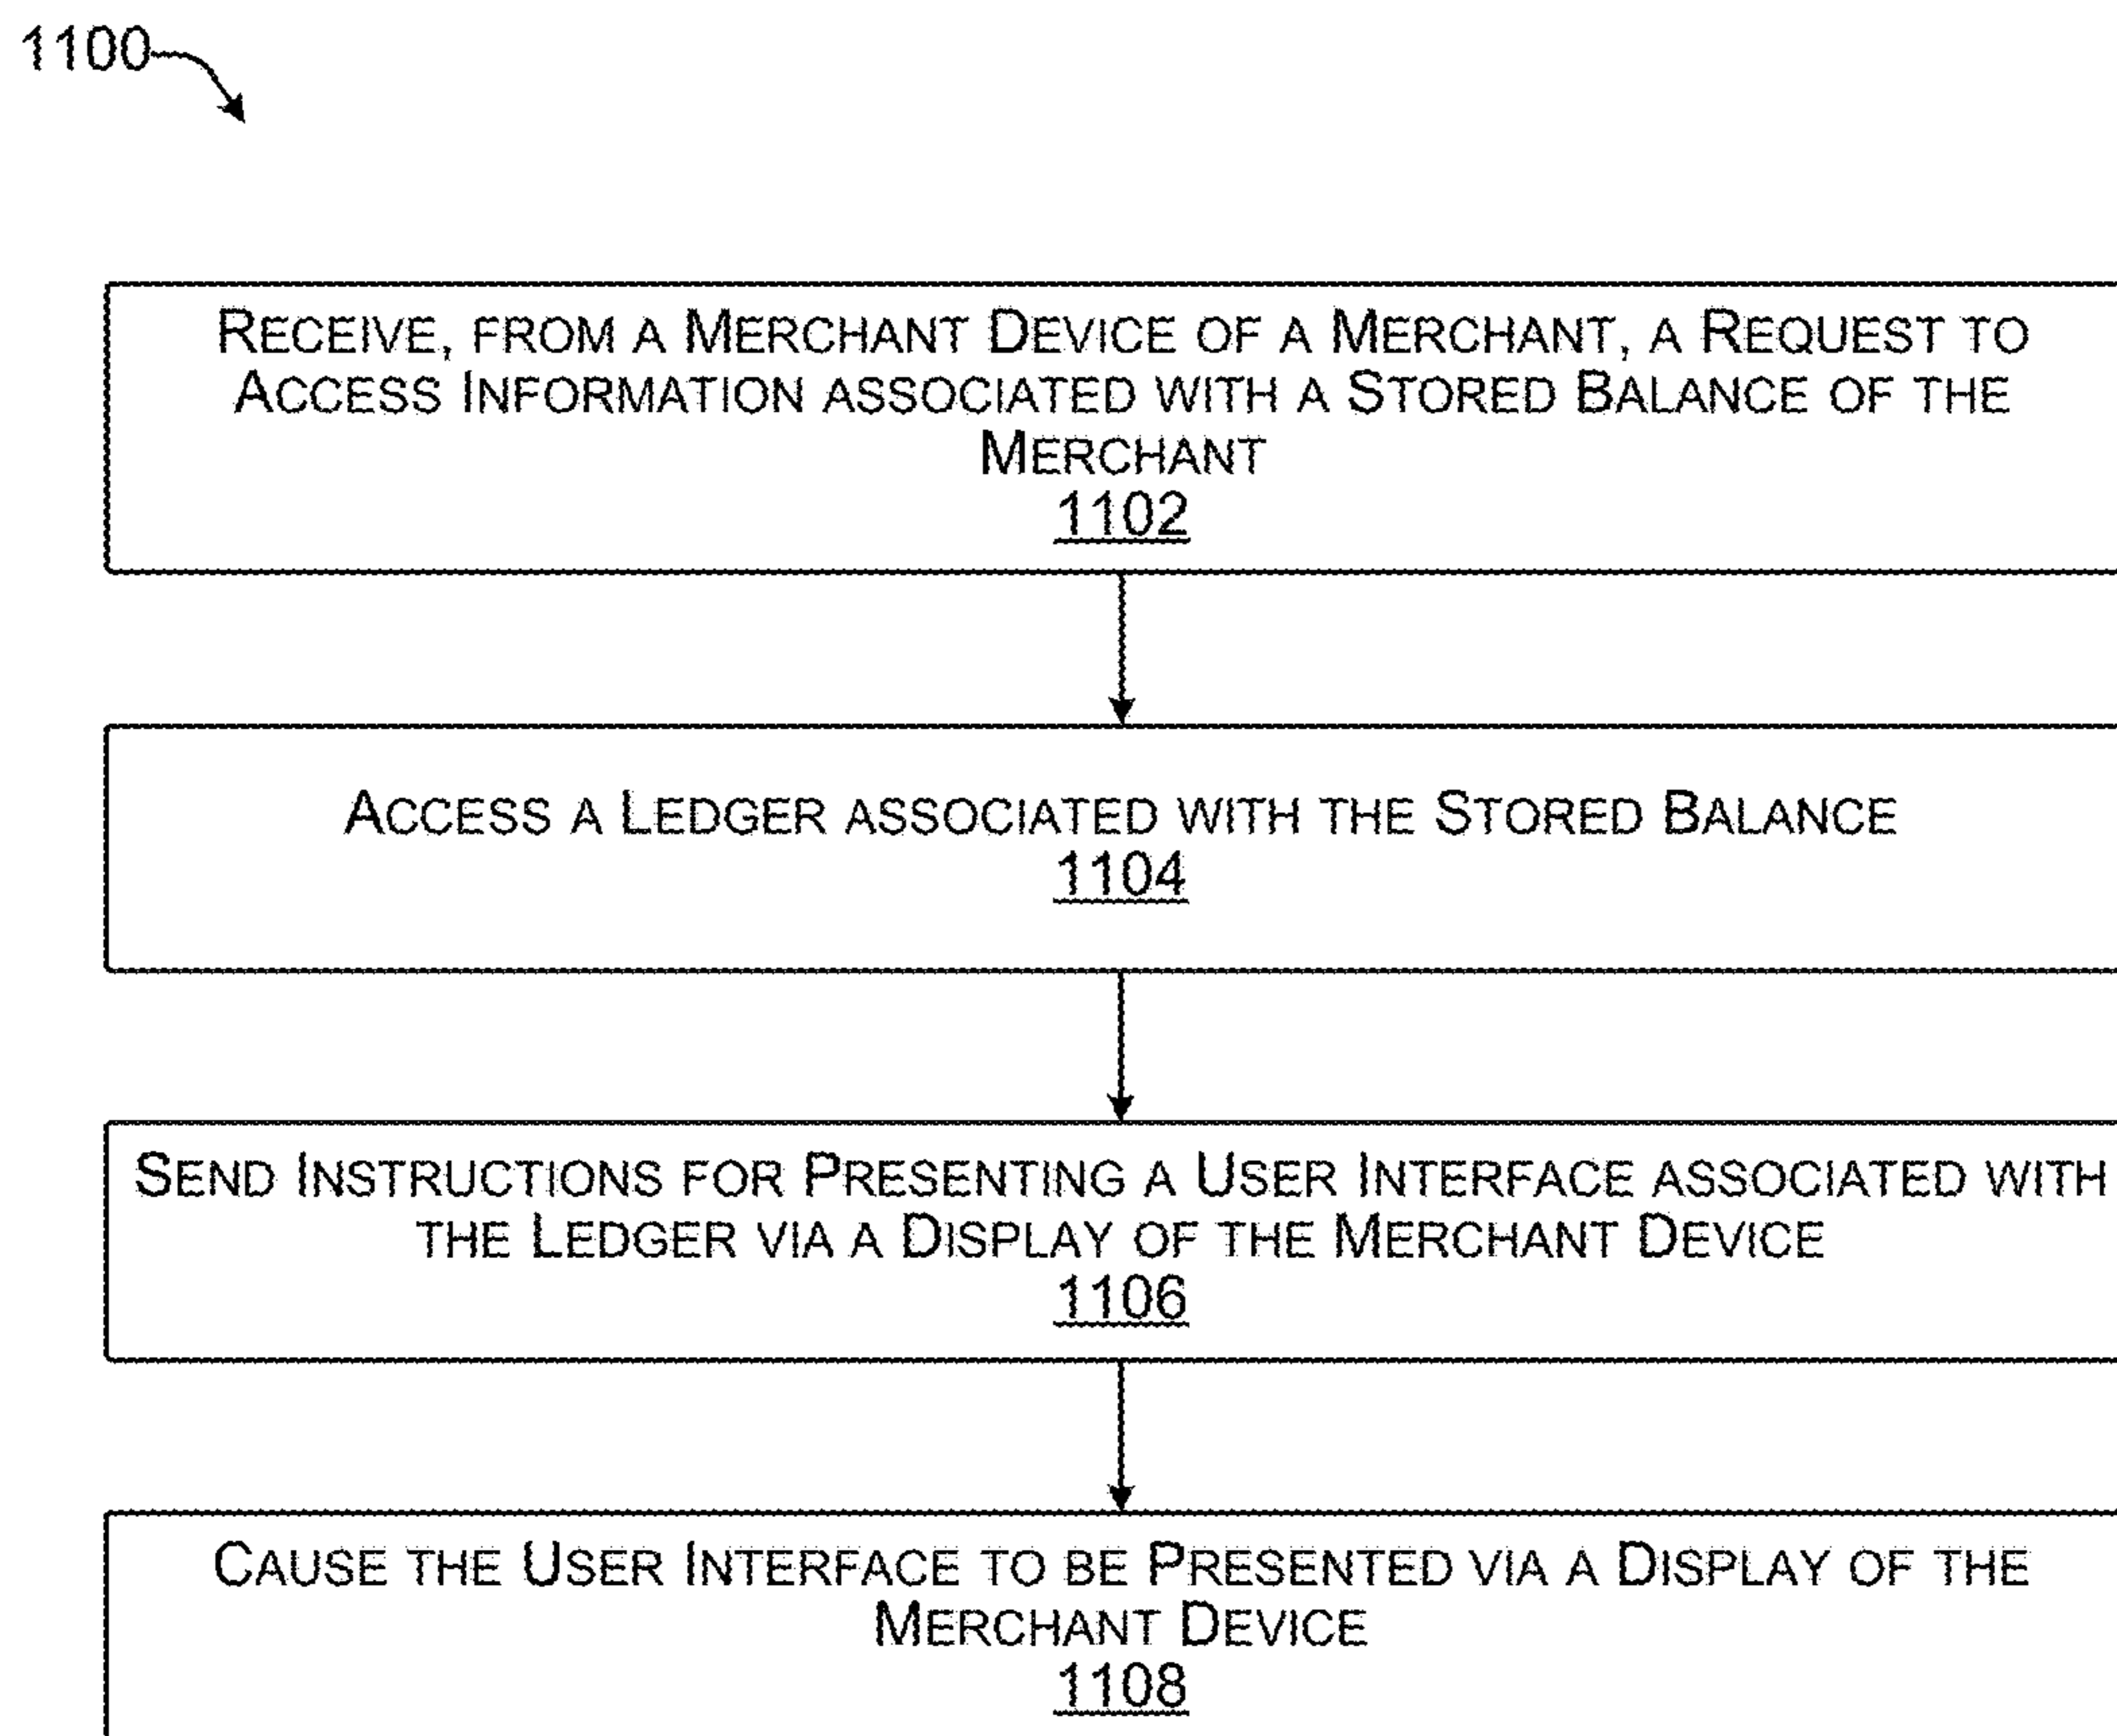 1100
RECEIVE, FROM A MERCHANT DEVICE OF A MERCHANT, A REQUEST TO
ACCESS INFORMATION ASSOCIATED WITH A STORED BALANCE OF THE
MERCHANT
1102
ACCESS A LEDGER ASSOCIATED WITH THE STORED BALANCE
1104
SEND INSTRUCTIONS FOR PRESENTING A USER INTERFACE ASSOCIATED WITH
THE LEDGER VIA A DISPLAY OF THE MERCHANT DEVICE
1106
CAUSE THE USER INTERFACE TO BE PRESENTED VIA A DISPLAY OF THE
MERCHANT DEVICE
1108